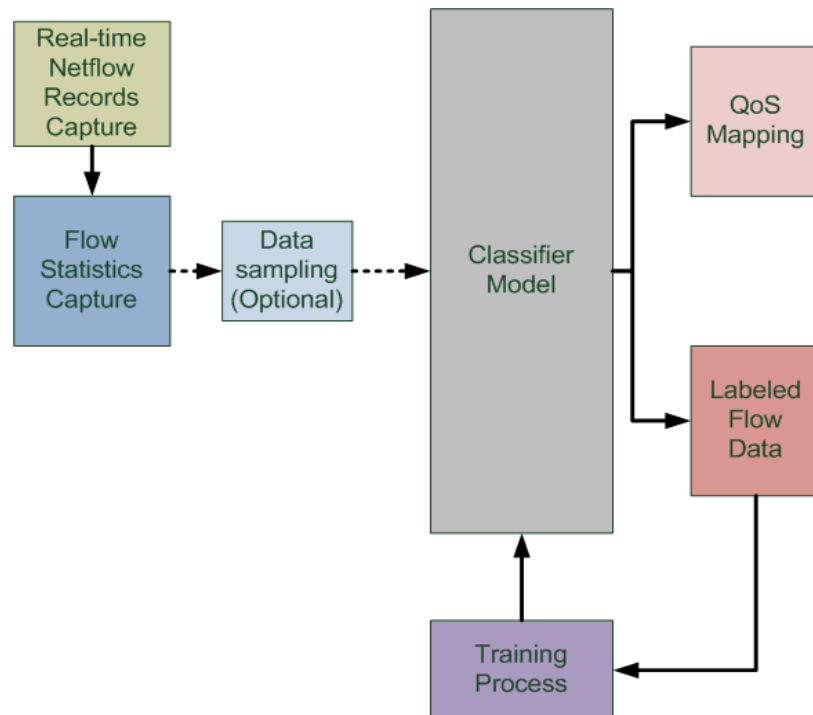 Real-time
Netflow
Records
Capture
Flow
Statistics
Capture
Data
sampling
(Optional)
Classifier
Model
QoS
Mapping
Labeled
Flow
Data
Training
Process